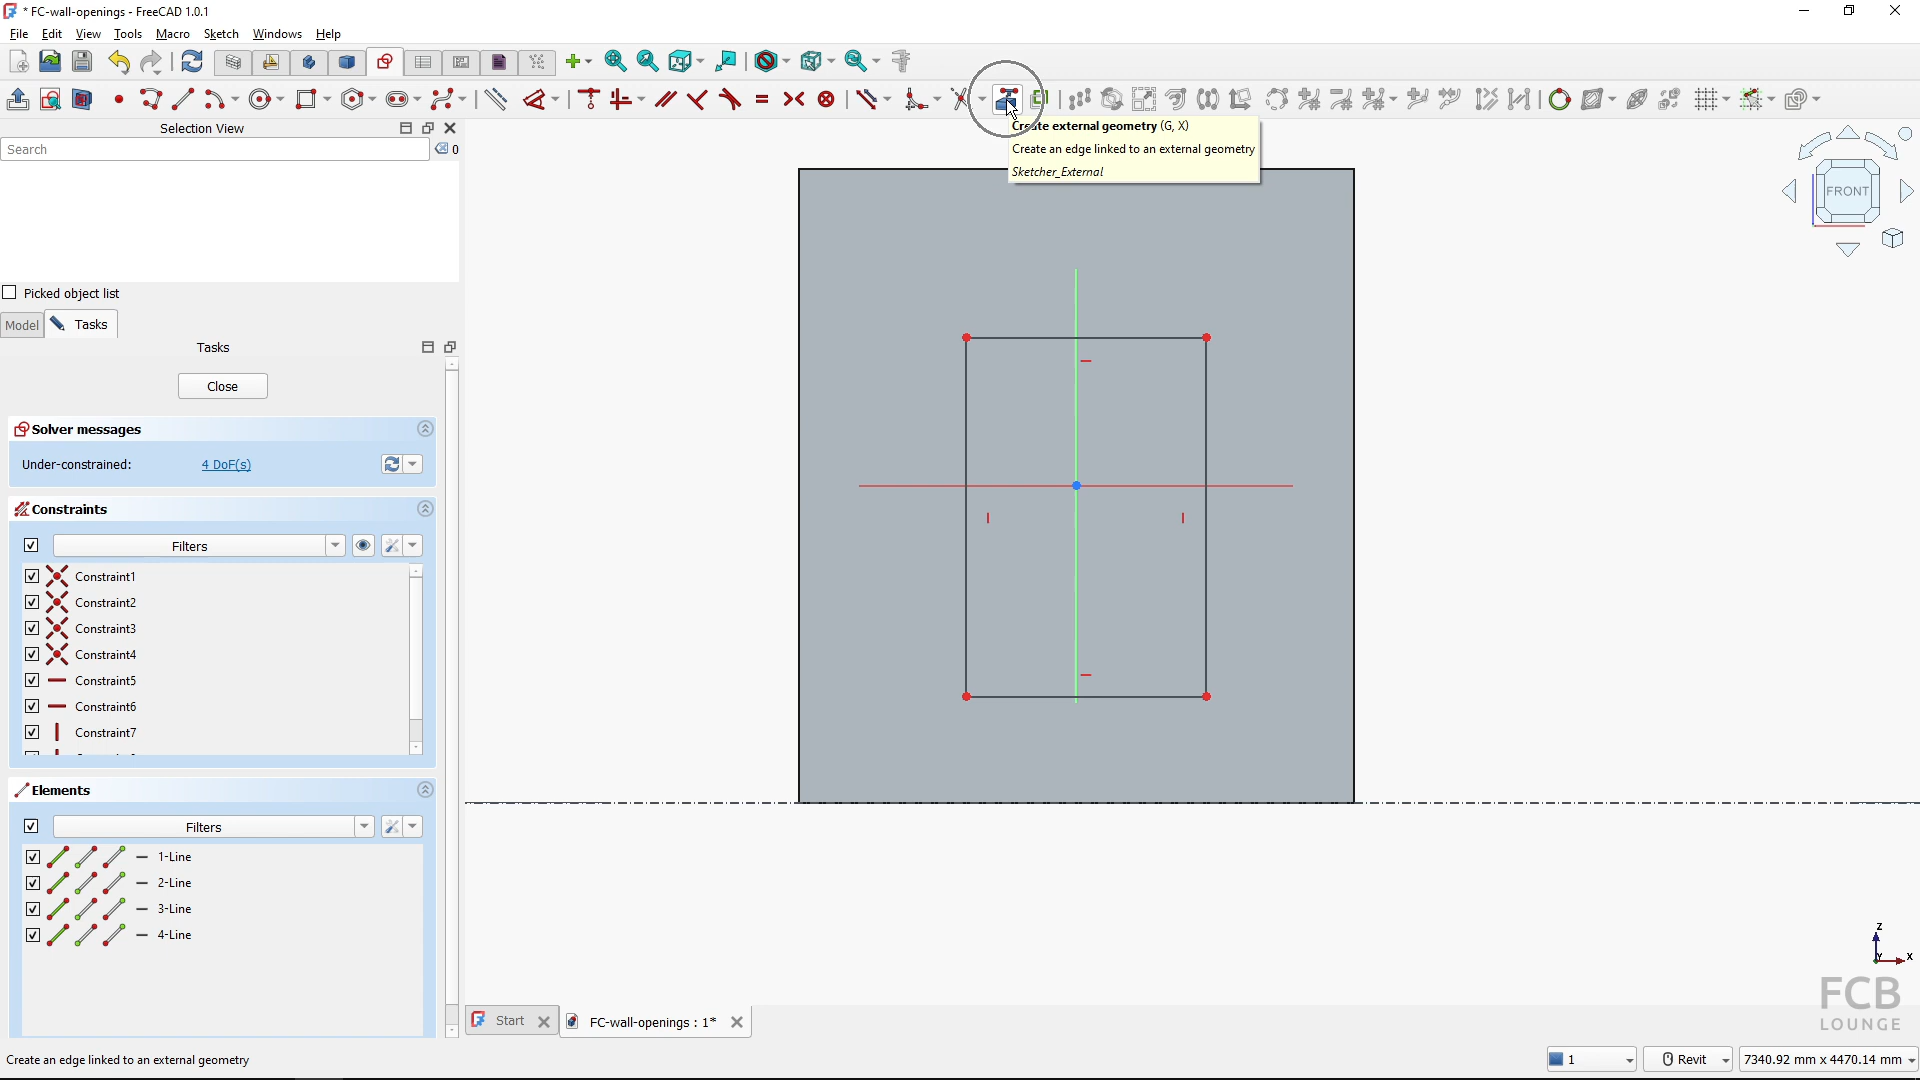 * FC-wall-openings - FreeCAD 1.0.1
File Edit View Tools Macro Sketch Windows Help
Selection View
Search
0
Create external geometry (G, X)
Create an edge linked to an external geometry
Sketcher_External
FRONT
Picked object list
Model Tasks
Tasks
Close
Solver messages
Under-constrained: 4 DoF(s)
Constraints
Filters
Constraint1
Constraint2
Constraint3
Constraint4
Constraint5
Constraint6
Constraint7
Elements
Filters
1-Line
2-Line
3-Line
4-Line
Z
Y
X
FCB
LOUNGE
Start FC-wall-openings : 1*
Create an edge linked to an external geometry
1 Revit 7340.92 mm x 4470.14 mm